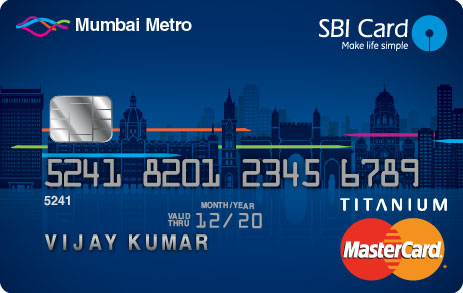 Mumbai Metro
SBI Card
Make life simple
5241 8201 2345 6789
5241
MONTH/YEAR
VALID THRU 12/20
TITANIUM
VIJAY KUMAR
MasterCard